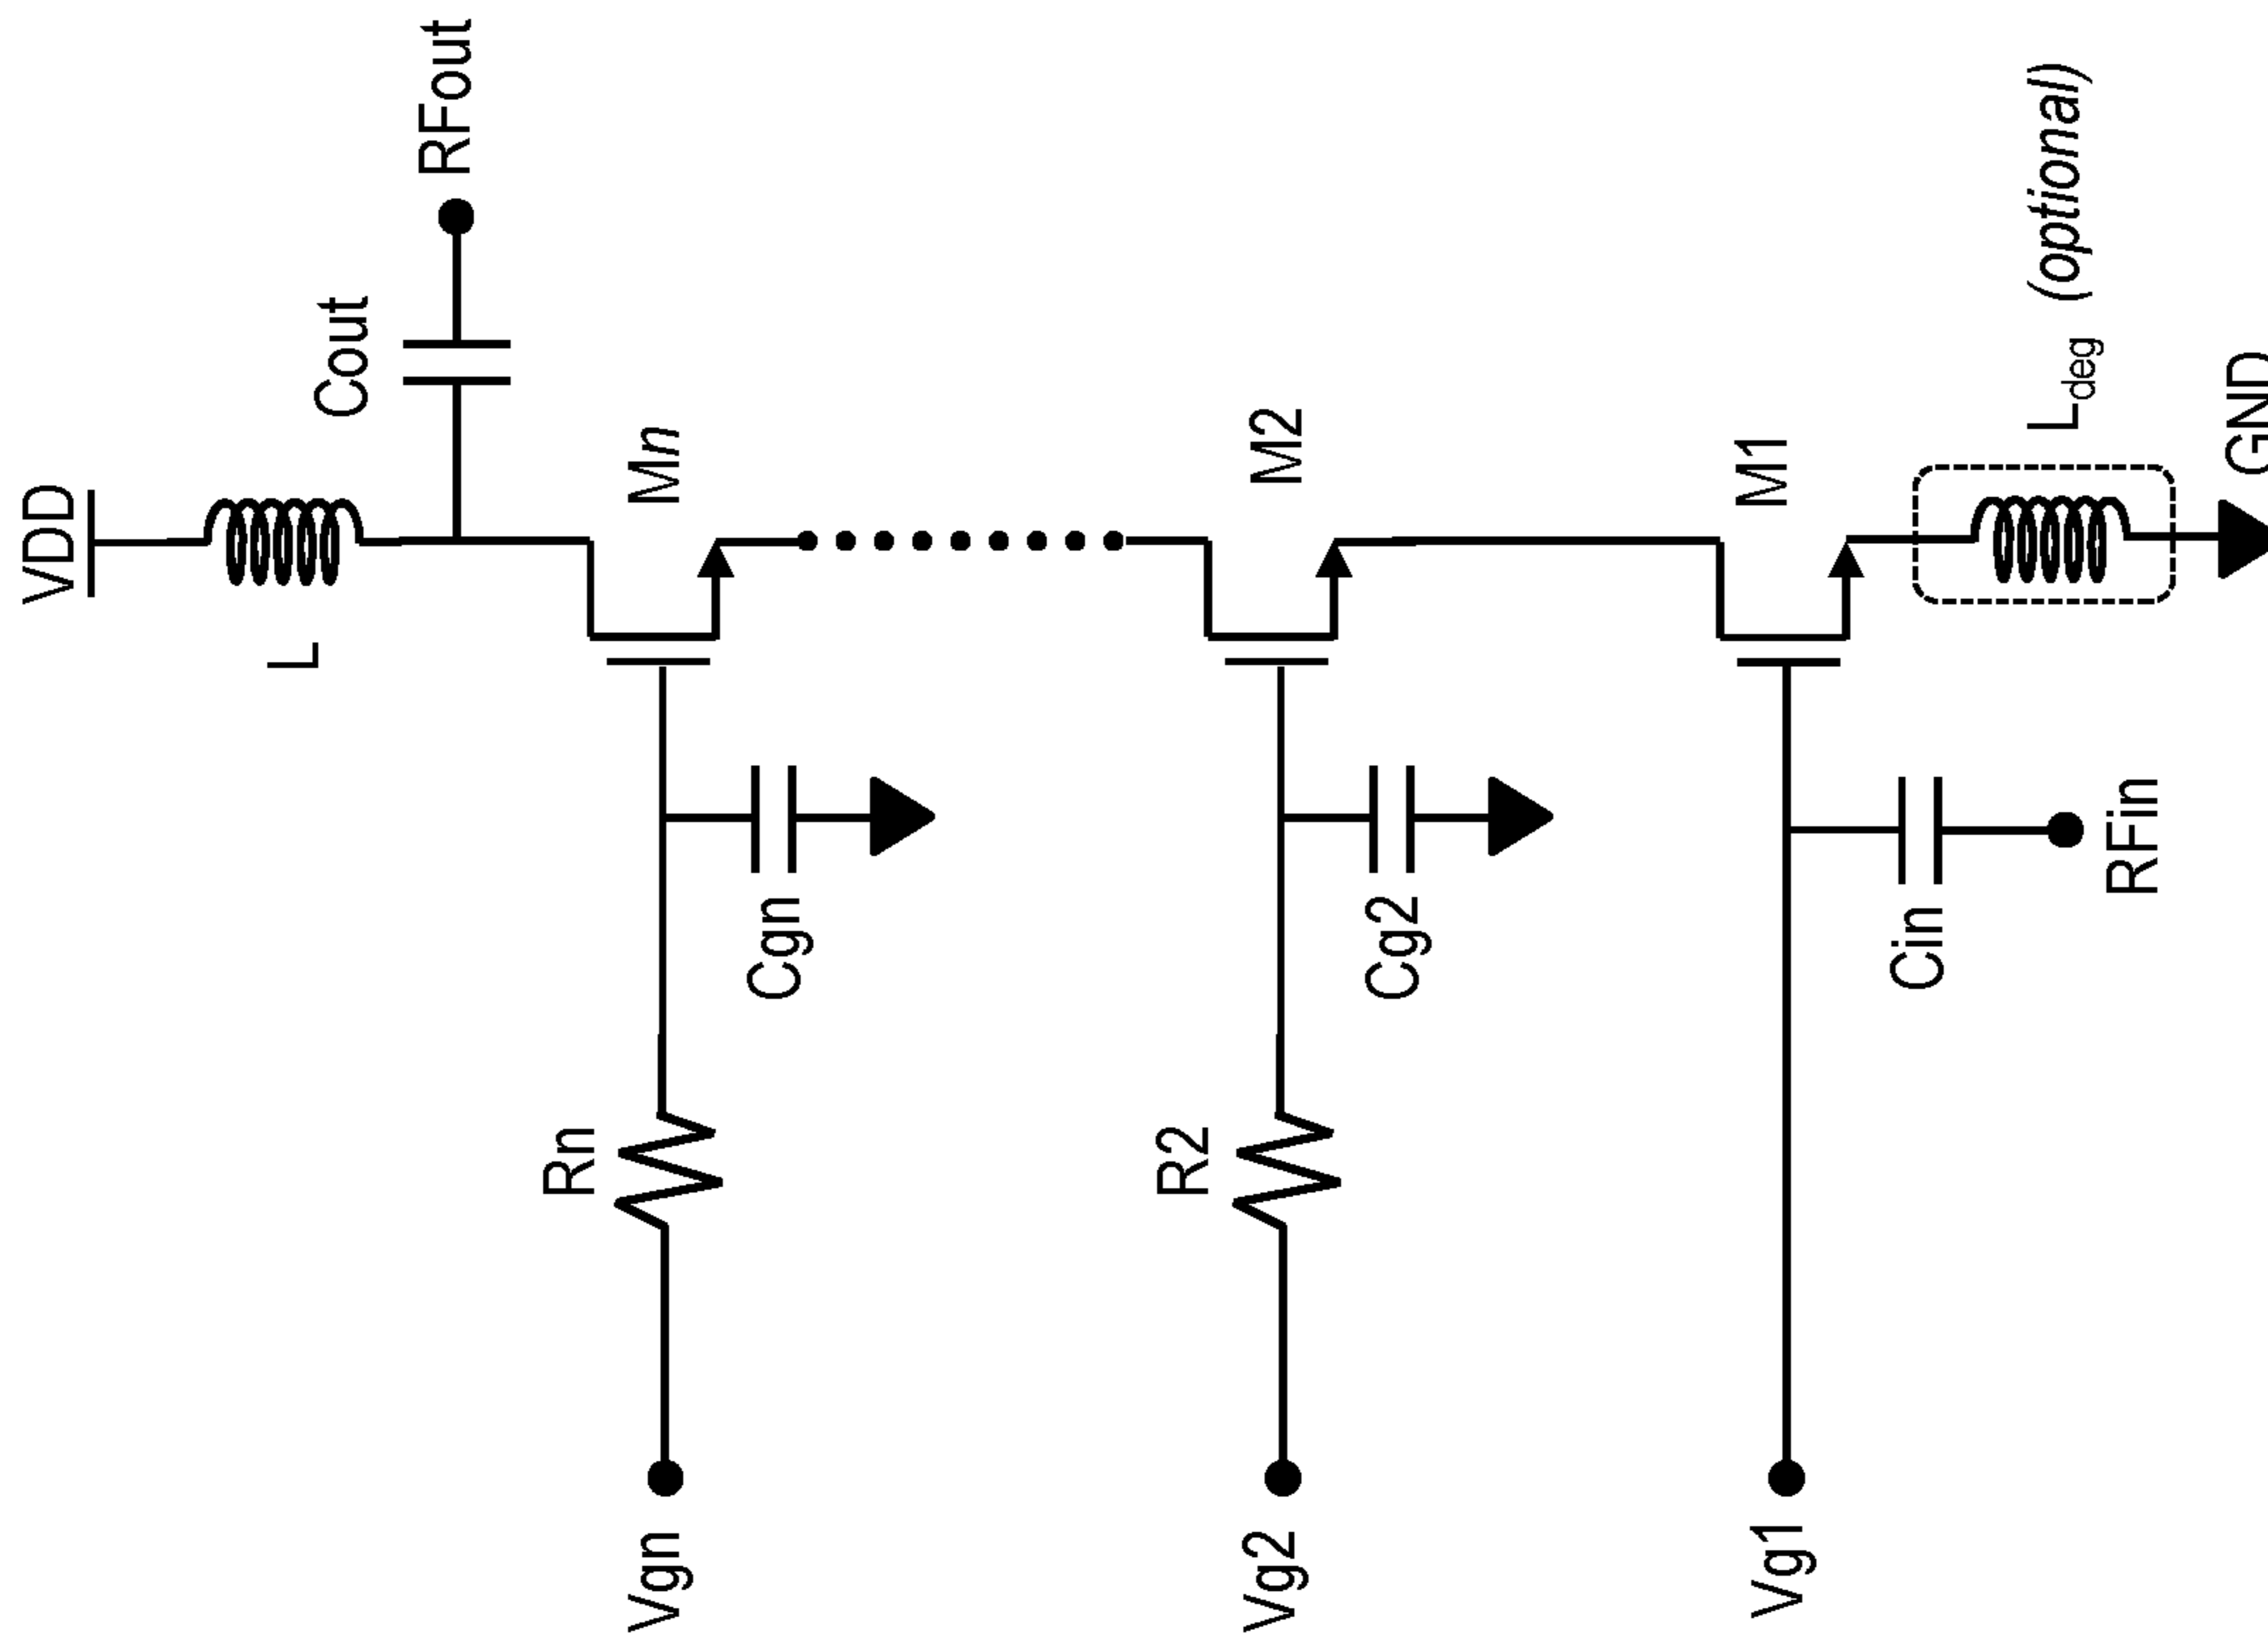 VDD
L
Cout
RFout
Mn
Rn
Cgn
Vgn
M2
R2
Cg2
Vg2
M1
Vg1
Cin
RFin
Ldeg (optional)
GND